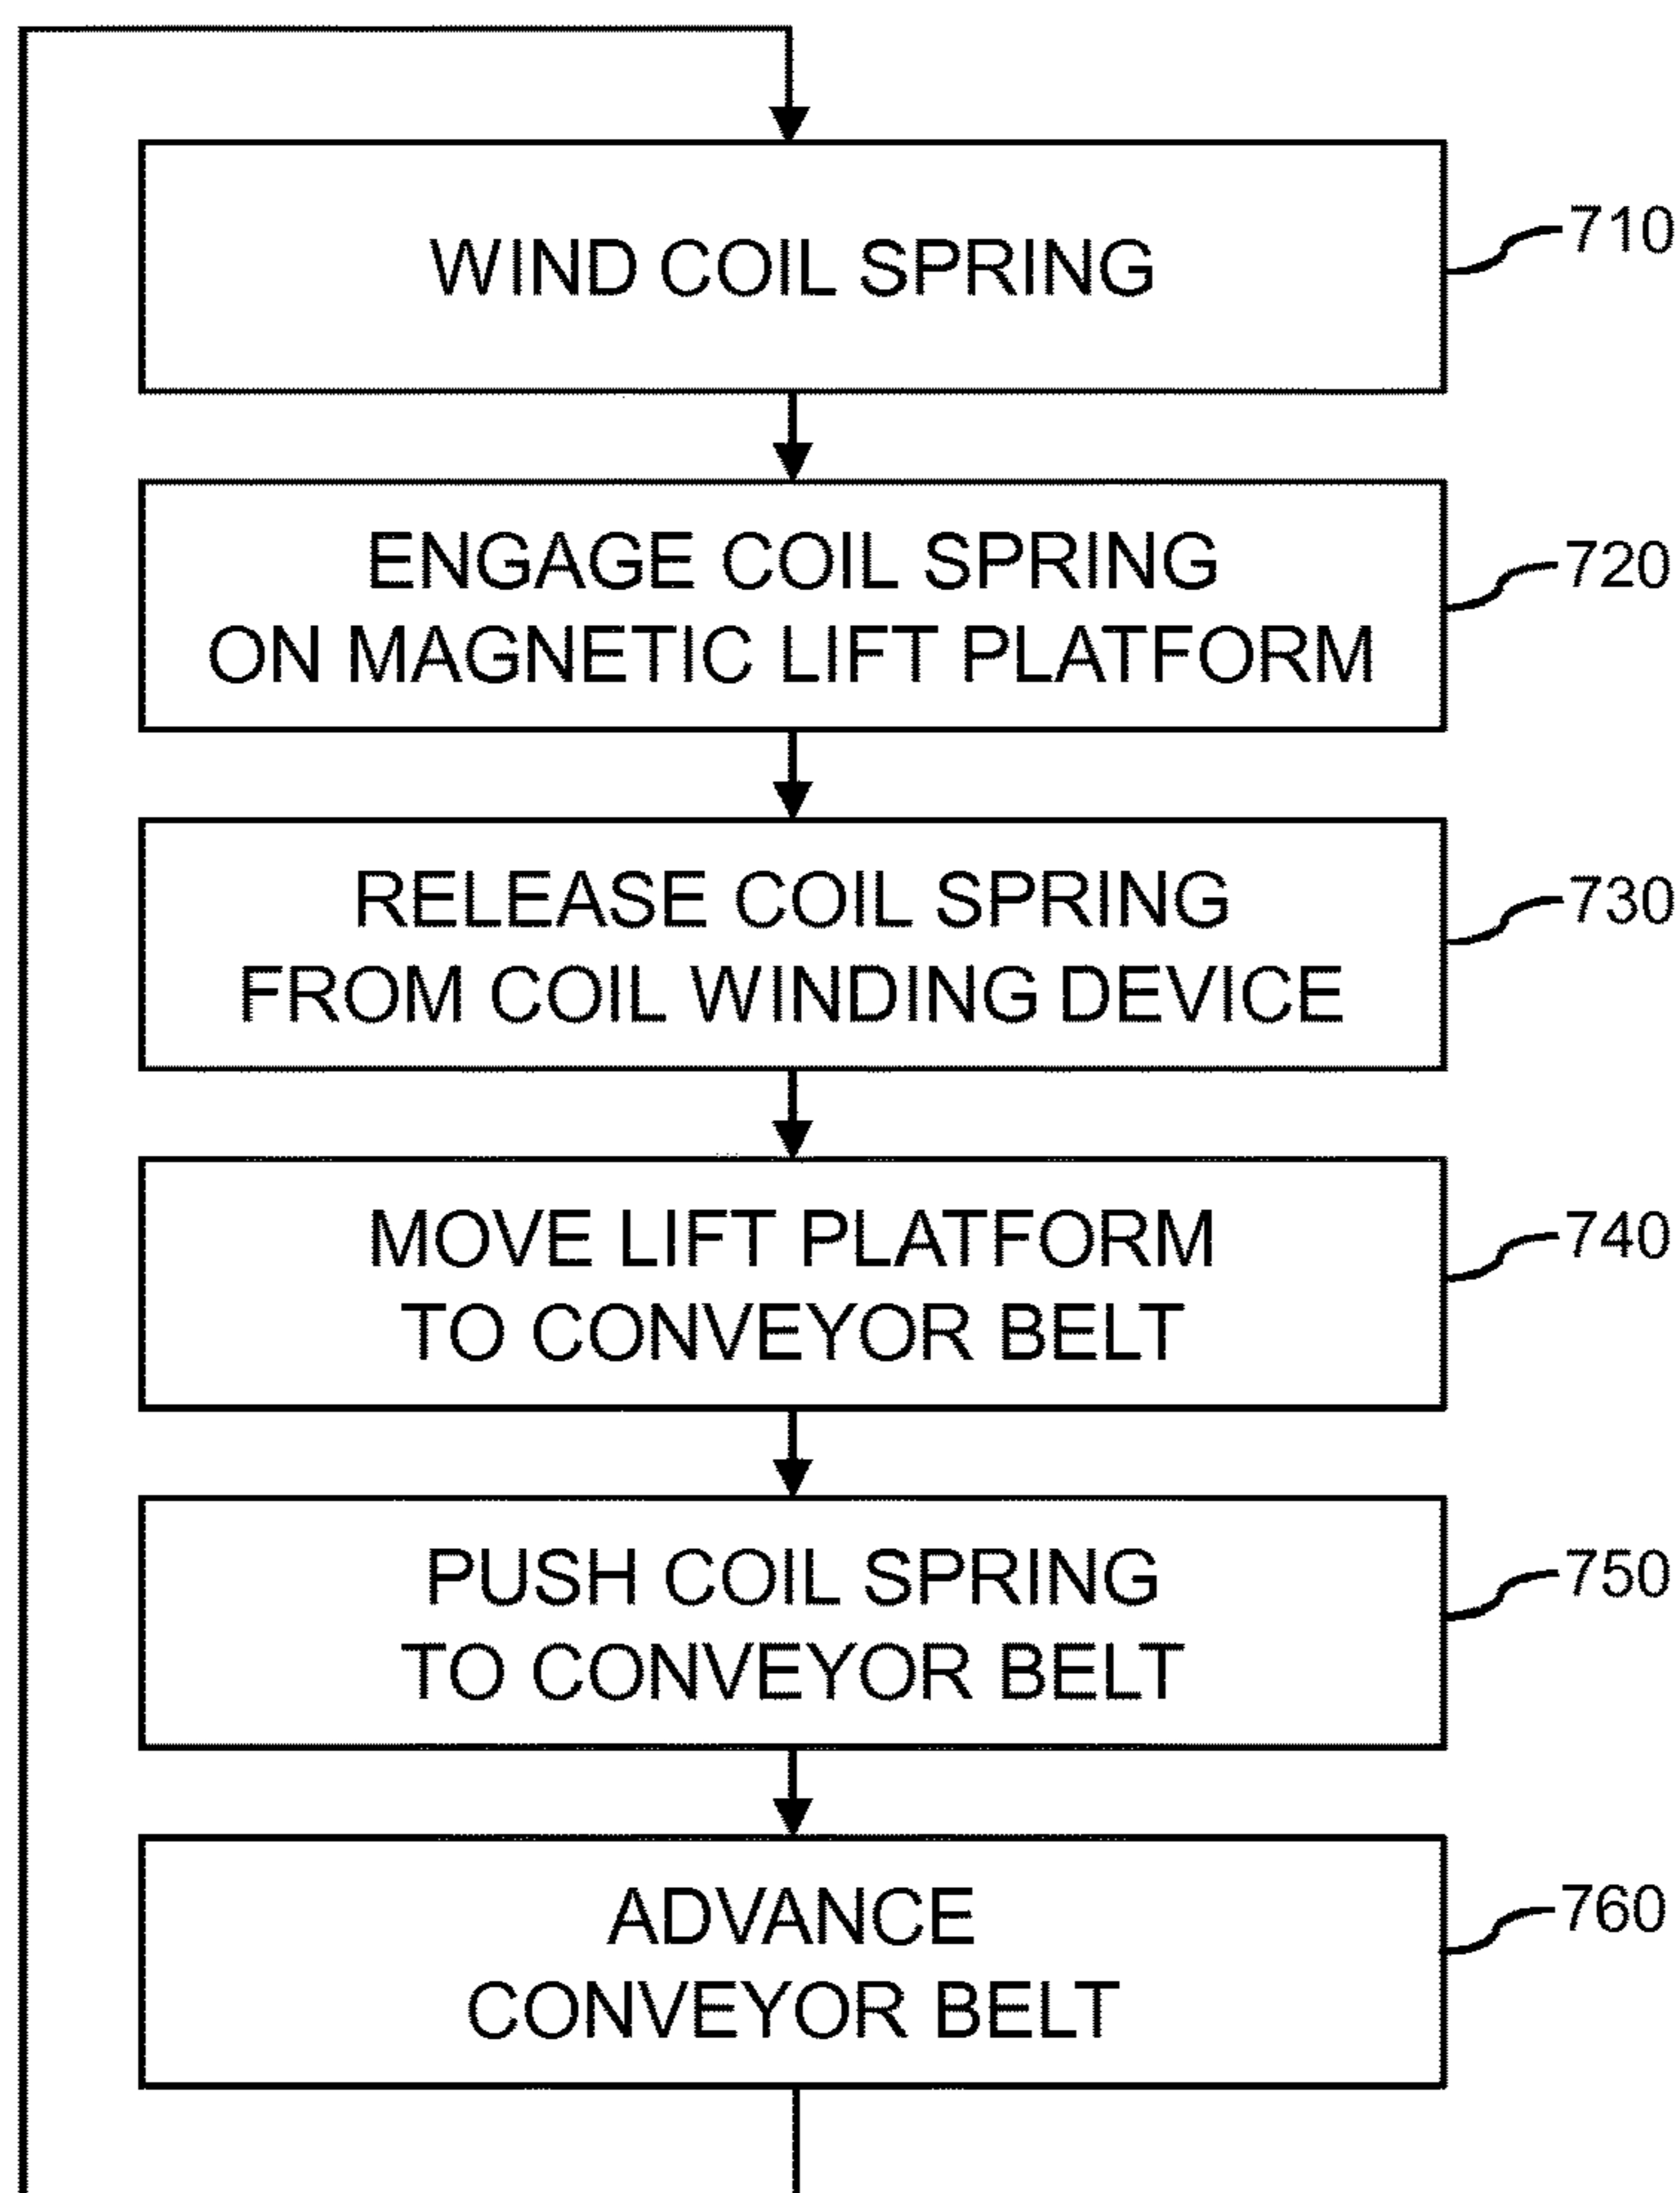 WIND COIL SPRING
710
ENGAGE COIL SPRING
ON MAGNETIC LIFT PLATFORM
720
RELEASE COIL SPRING
FROM COIL WINDING DEVICE
730
MOVE LIFT PLATFORM
TO CONVEYOR BELT
740
PUSH COIL SPRING
TO CONVEYOR BELT
750
ADVANCE
CONVEYOR BELT
760